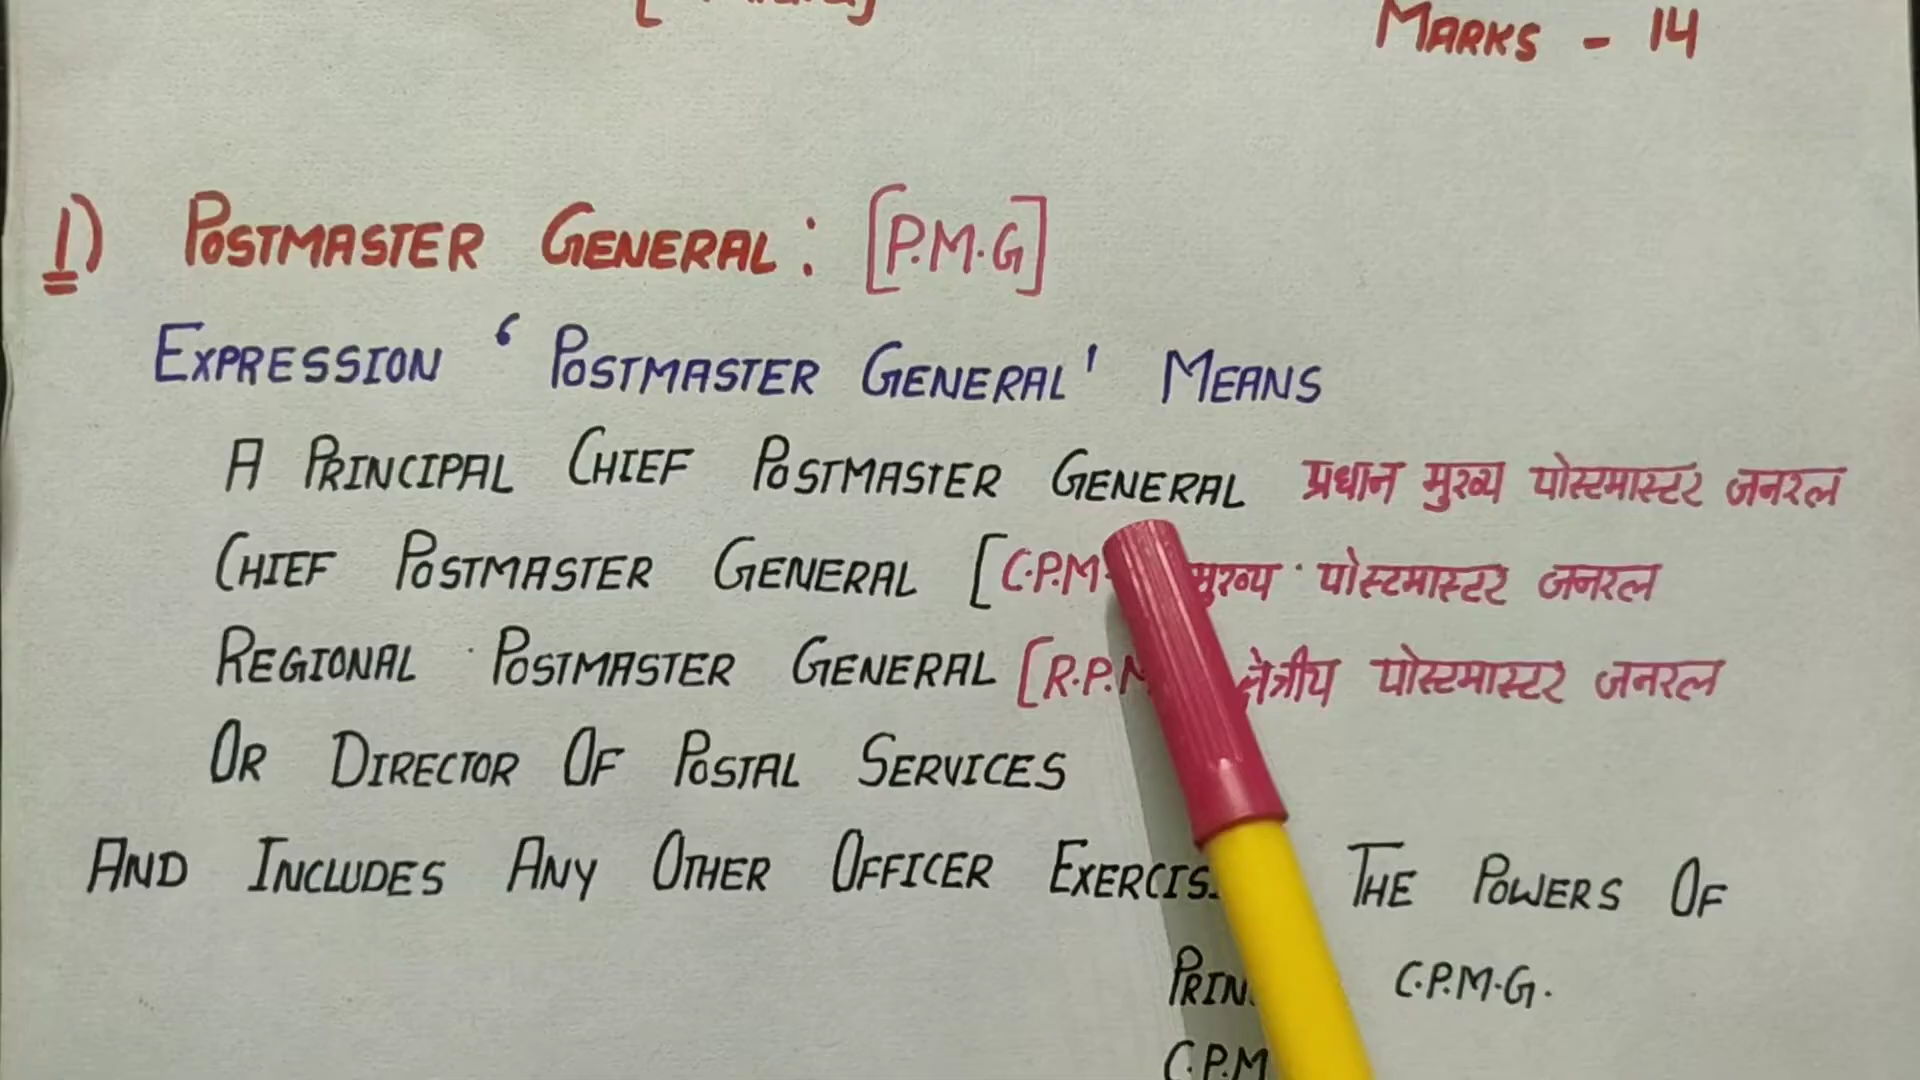 MARKS - 14
1) POSTMASTER GENERAL: [P.M.G]
EXPRESSION ‘POSTMASTER GENERAL' MEANS
A PRINCIPAL CHIEF POSTMASTER GENERAL प्रधान मुख्य पोस्टमास्टर जनरल
CHIEF POSTMASTER GENERAL [C.P.M. मुख्य पोस्टमास्टर जनरल
REGIONAL POSTMASTER GENERAL [R.P.M क्षेत्रीय पोस्टमास्टर जनरल
OR DIRECTOR OF POSTAL SERVICES
AND INCLUDES ANY OTHER OFFICER THE POWERS OF
C.P.M.G.
C.P.M